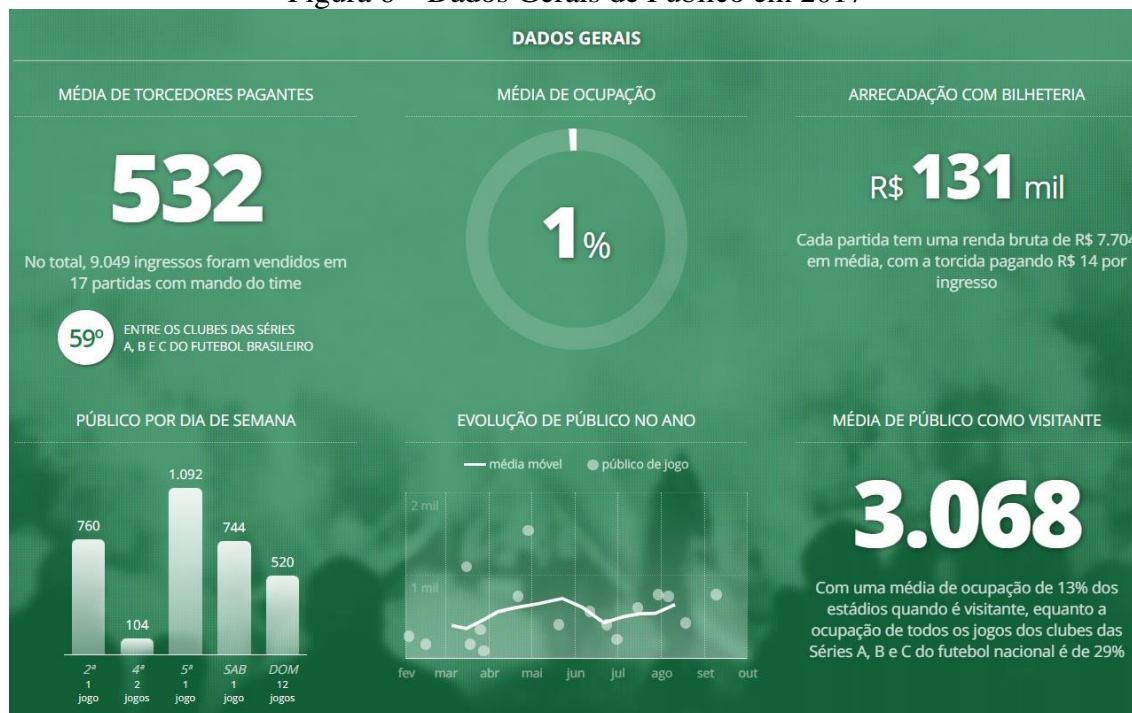 Figura 6 – Dados Gerais de Público em 2017
DADOS GERAIS
MÉDIA DE TORCEDORES PAGANTES
532
No total, 9.049 ingressos foram vendidos em
17 partidas com mando do time
59º
ENTRE OS CLUBES DAS SÉRIES
A, B E C DO FUTEBOL BRASILEIRO
MÉDIA DE OCUPAÇÃO
1%
ARRECADAÇÃO COM BILHETERIA
R$ 131 mil
Cada partida tem uma renda bruta de R$ 7.704
em média, com a torcida pagando R$ 14 por
ingresso
PÚBLICO POR DIA DE SEMANA
760
104
1.092
744
520
2ª 4ª 5ª SAB DOM
1 2 1 1 12
jogo jogos jogo jogo jogos
EVOLUÇÃO DE PÚBLICO NO ANO
média móvel público de jogo
2 mil
1 mil
fev mar abr mai jun jul ago set out
MÉDIA DE PÚBLICO COMO VISITANTE
3.068
Com uma média de ocupação de 13% dos
estádios quando é visitante, equanto a
ocupação de todos os jogos dos clubes das
Séries A, B e C do futebol nacional é de 29%